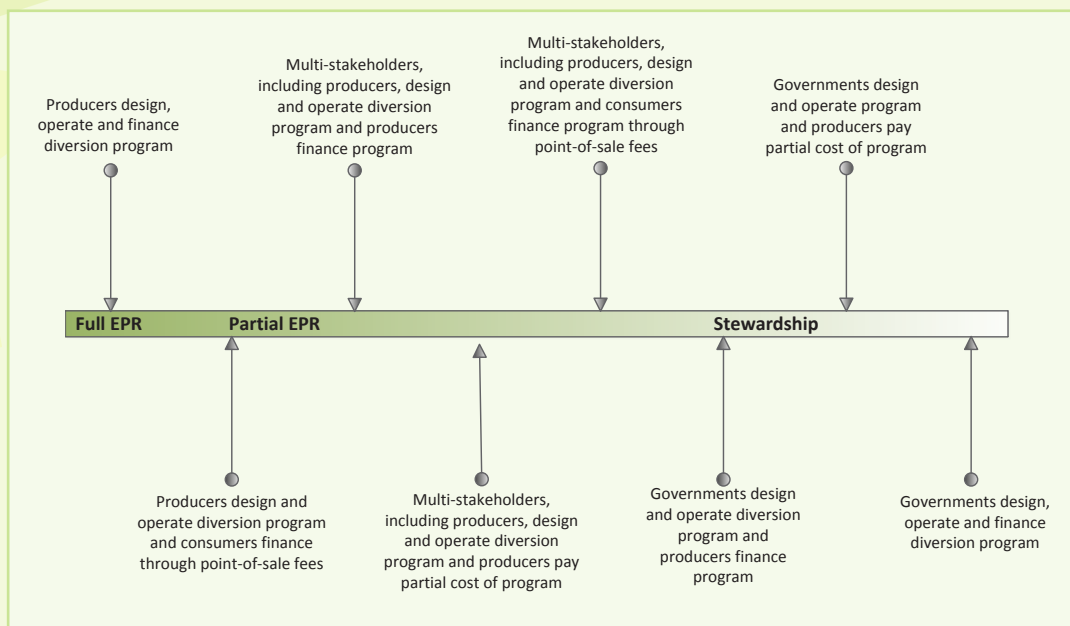 Producers design,
operate and finance
diversion program
Multi-stakeholders,
including producers, design
and operate diversion
program and producers
finance program
Multi-stakeholders,
including producers, design
and operate diversion
program and consumers
finance program through
point-of-sale fees
Governments design
and operate program
and producers pay
partial cost of program
Full EPR
Partial EPR
Stewardship
Producers design and
operate diversion program
and consumers finance
through point-of-sale fees
Multi-stakeholders,
including producers, design
and operate diversion
program and producers pay
partial cost of program
Governments design
and operate diversion
program and
producers finance
program
Governments design,
operate and finance
diversion program